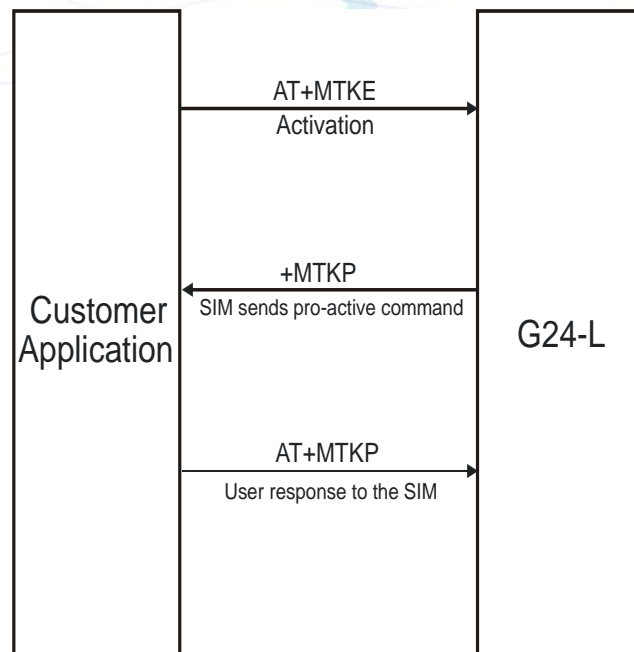 AT+MTKE
Activation
+MTKP
SIM sends pro-active command
Customer
Application
G24-L
AT+MTKP
User response to the SIM